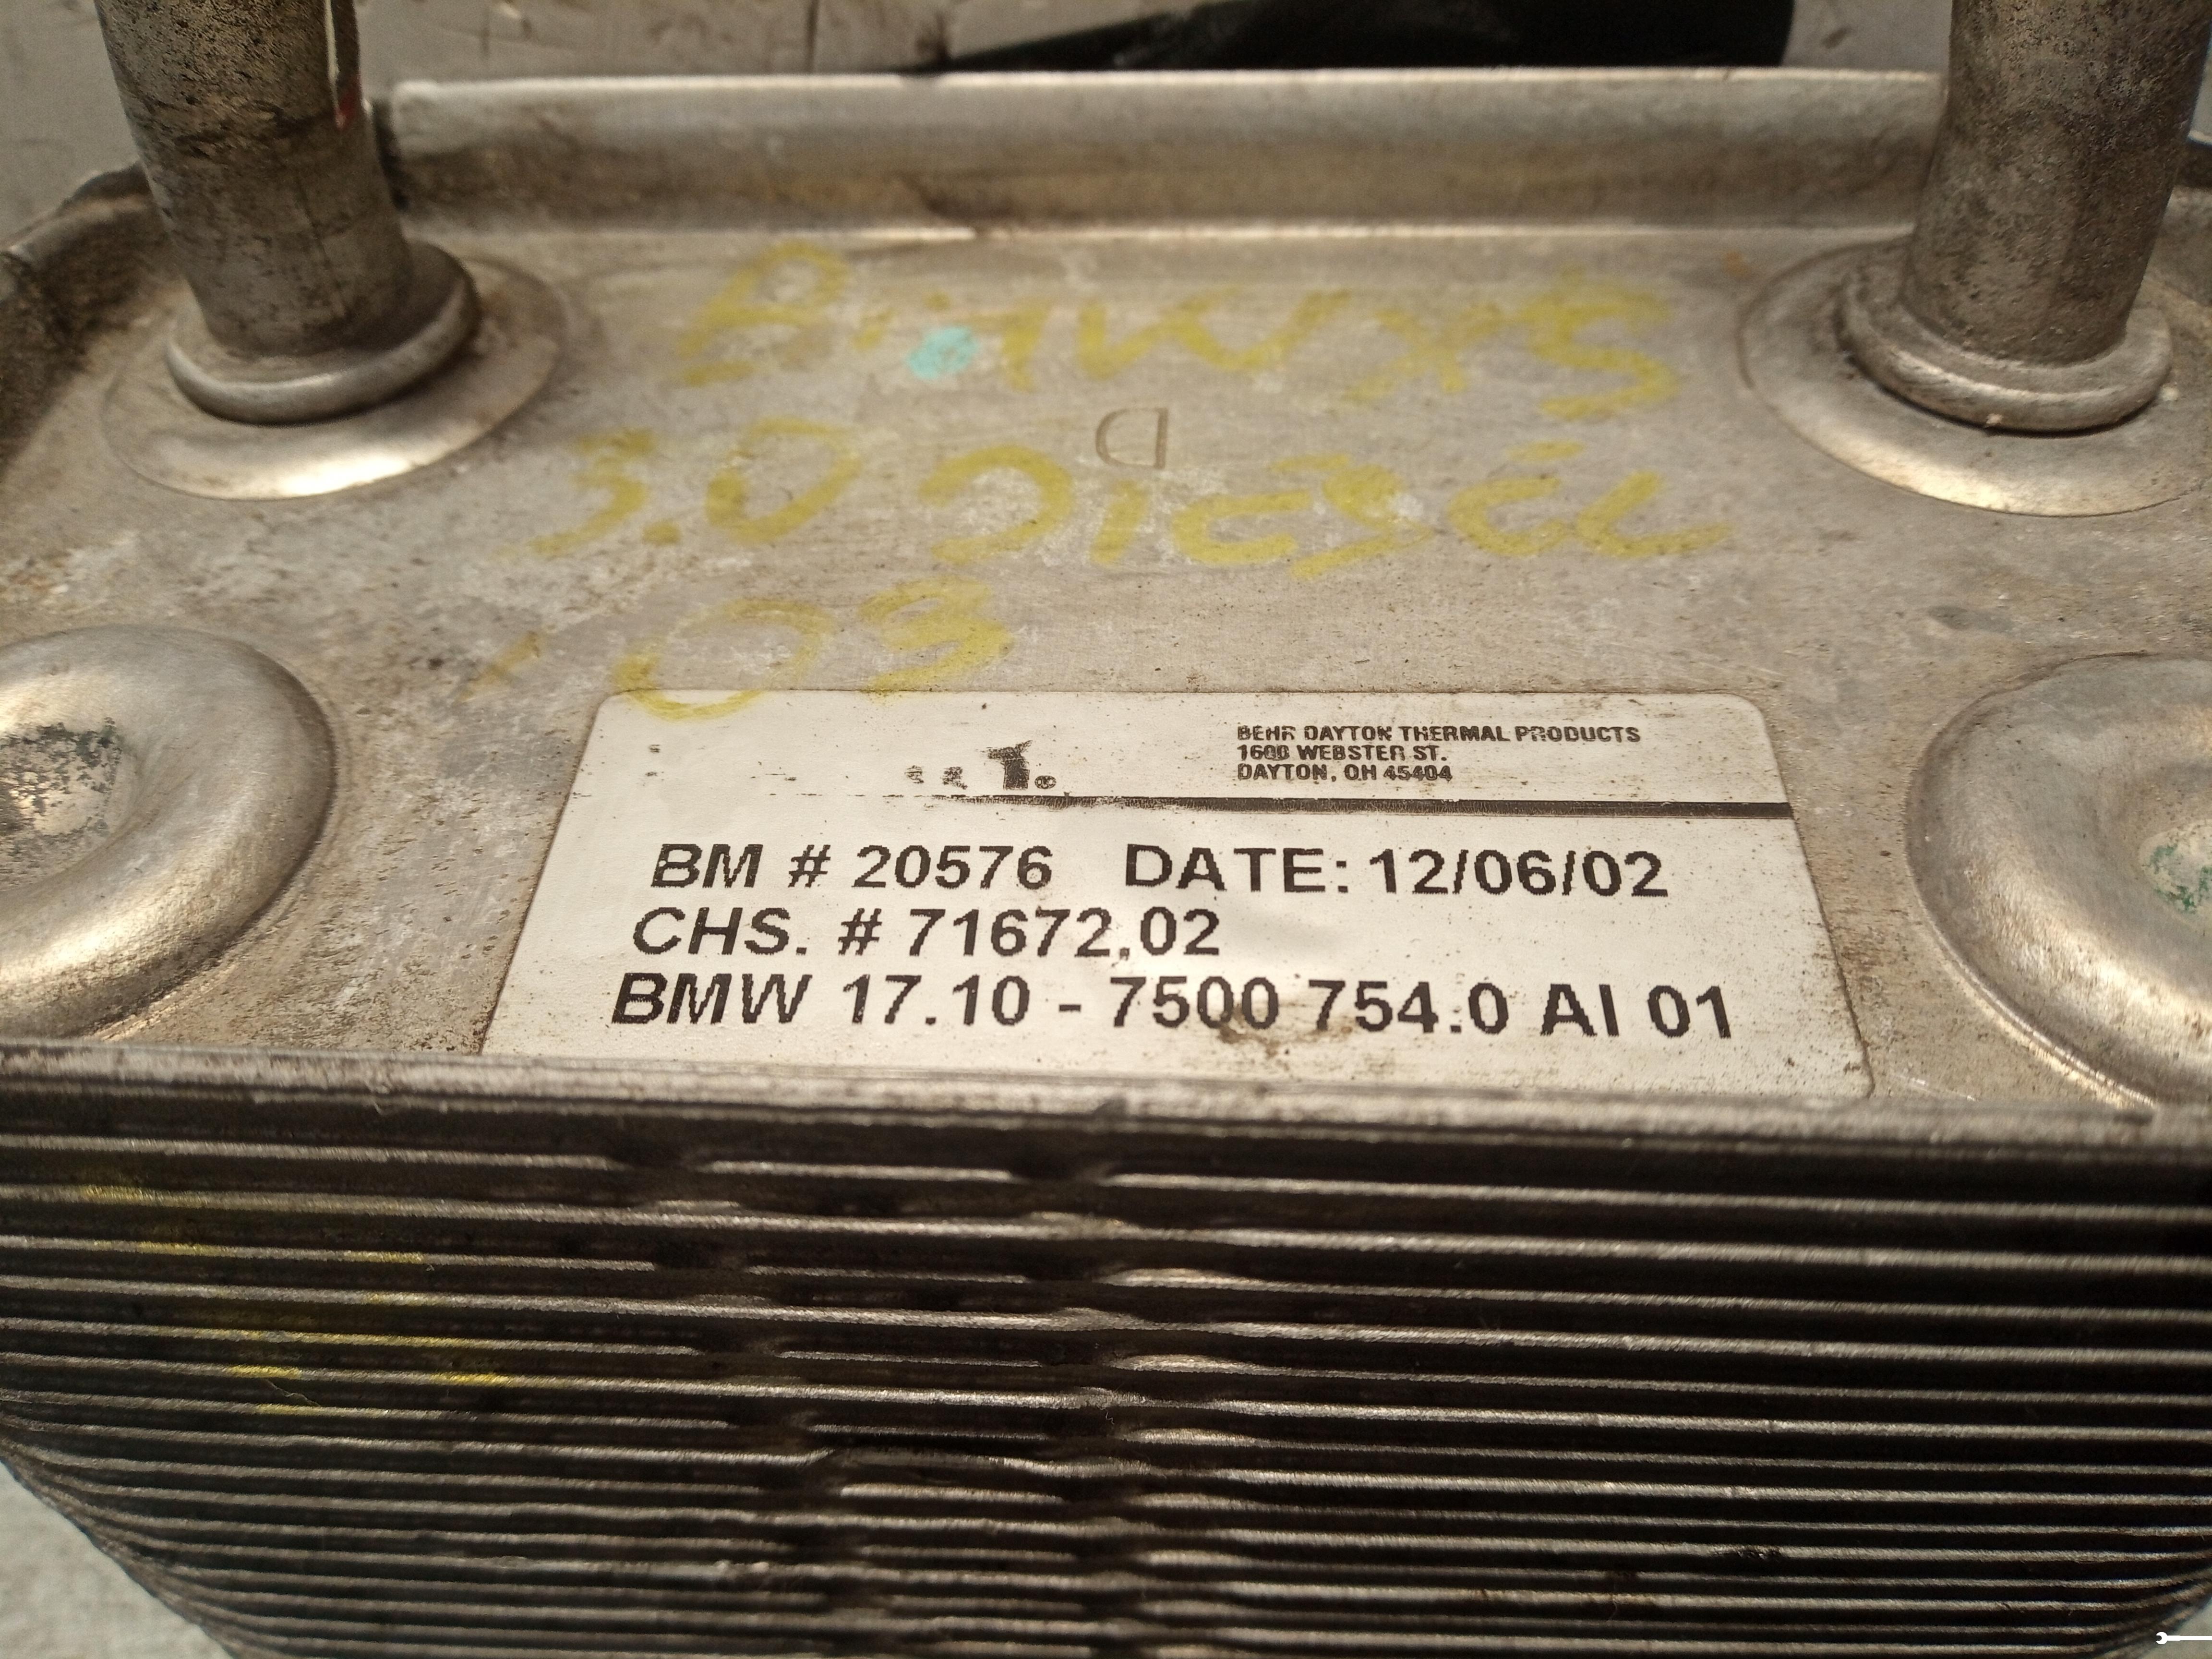 BMW X5
D
3.0 DIESEL
'03
BEHR DAYTON THERMAL PRODUCTS
1600 WEBSTER ST.
DAYTON, OH 45404
BM # 20576 DATE: 12/06/02
CHS. # 71672.02
BMW 17.10 - 7500 754.0 AI 01